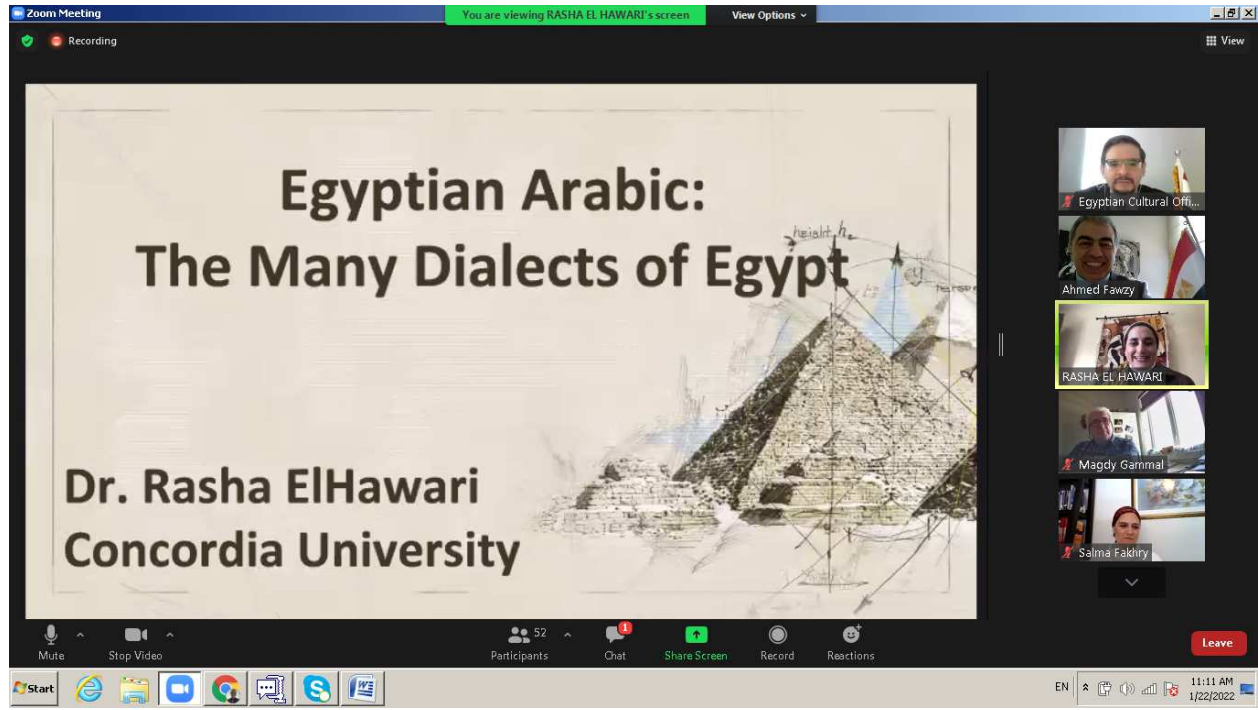 Zoom Meeting
You are viewing RASHA EL HAWARI's screen
View Options
Recording
View
Egyptian Arabic:
The Many Dialects of Egypt
height h
Dr. Rasha ElHawari
Concordia University
Egyptian Cultural Offi...
Ahmed Fawzy
RASHA EL HAWARI
Magdy Gammal
Salma Fakhry
Mute
Stop Video
52
Participants
1
Chat
Share Screen
Record
Reactions
Leave
Start
EN
11:11 AM
1/22/2022